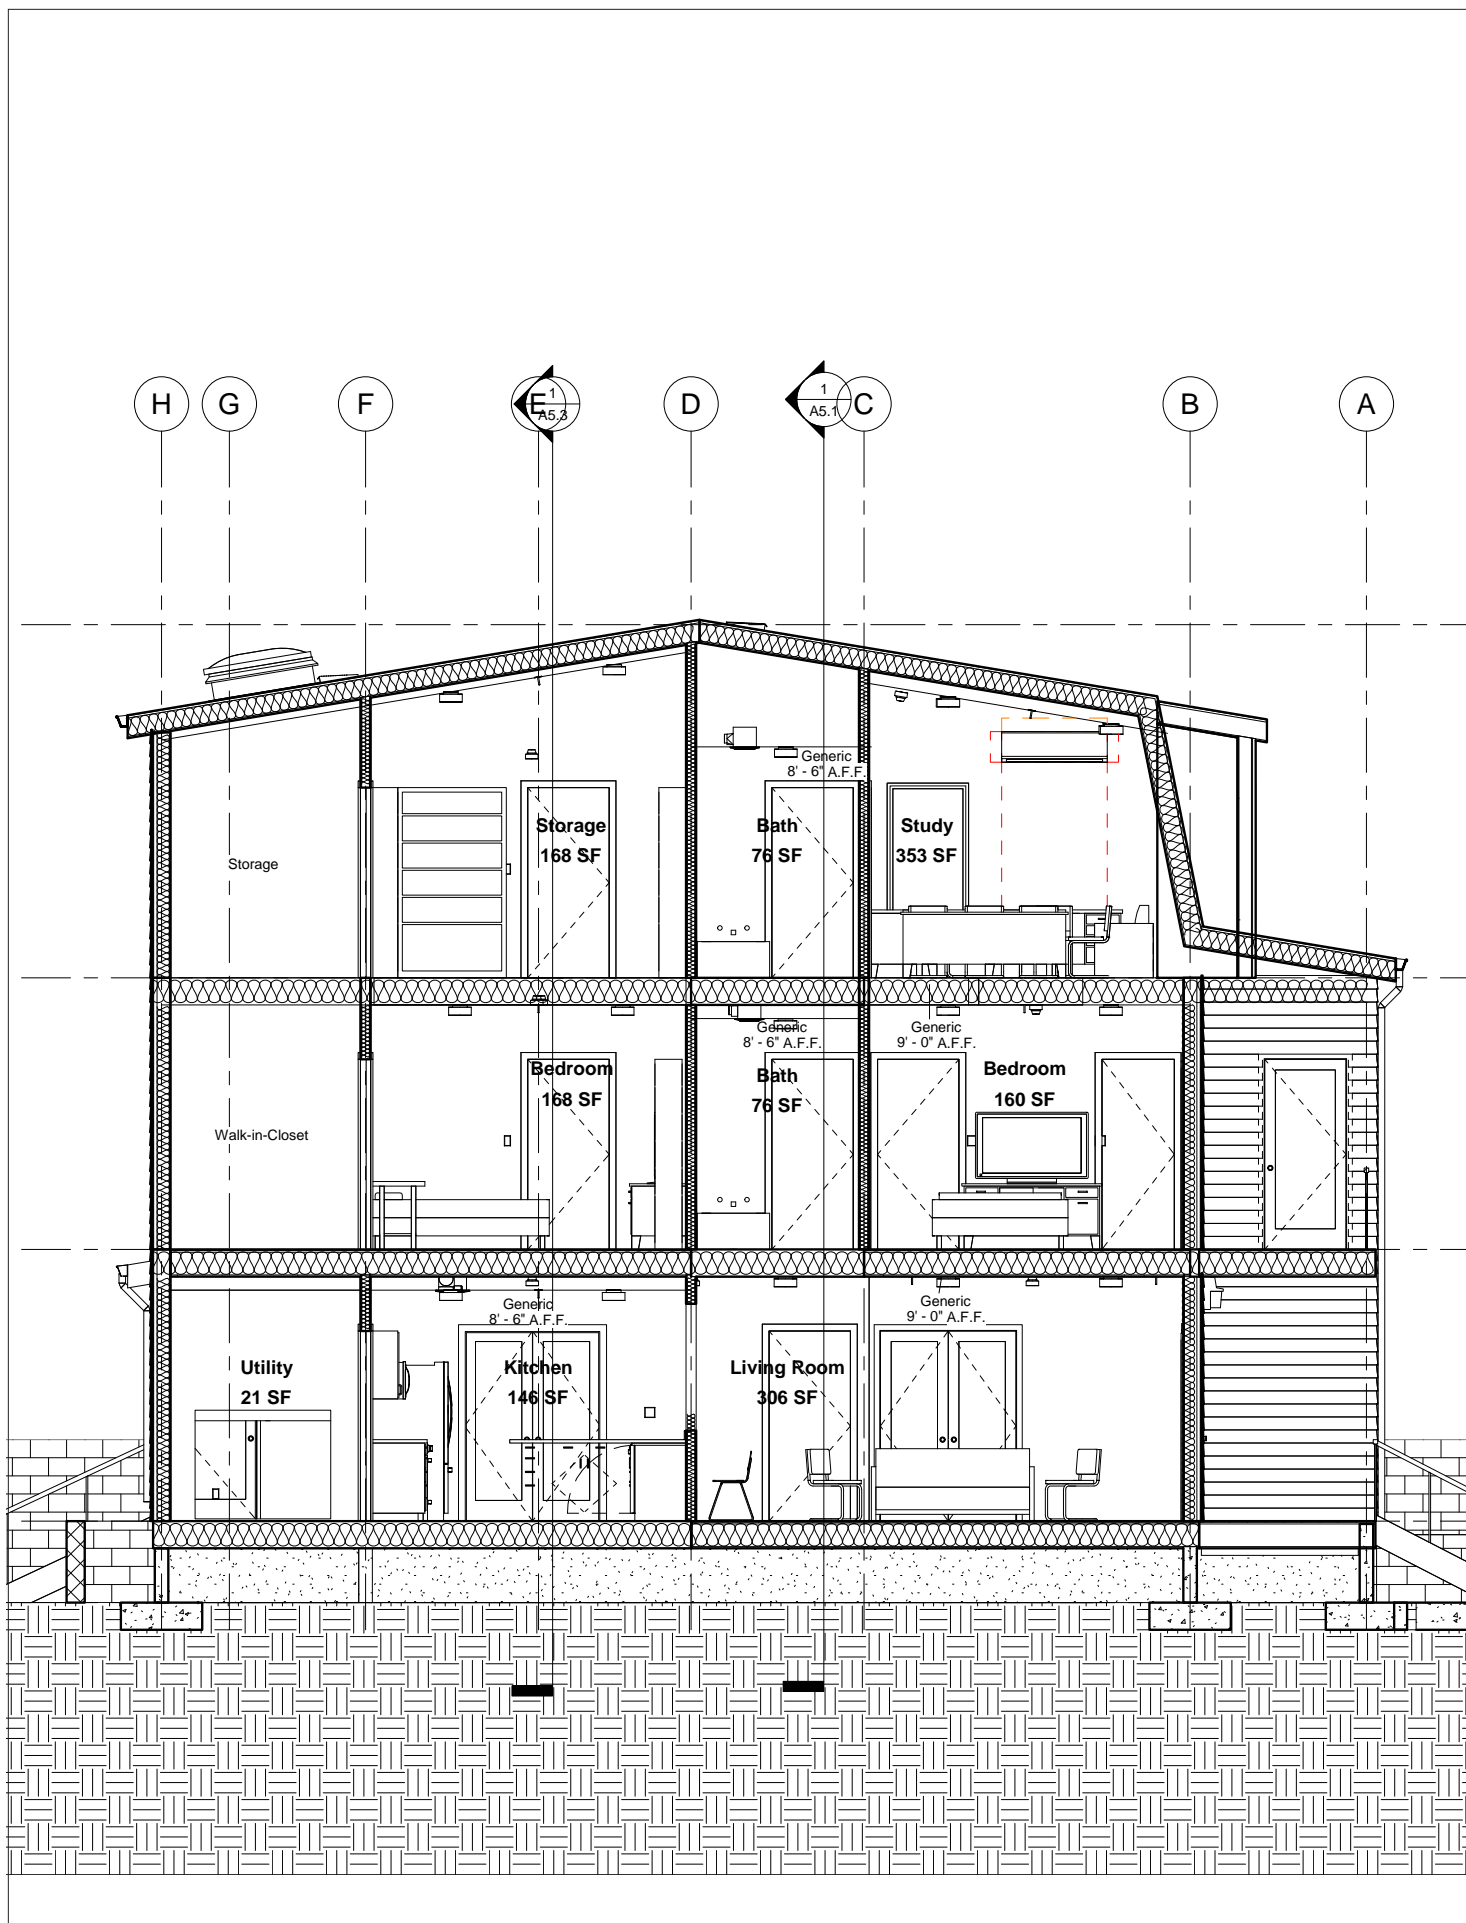 H G F E D C B A
1
A5.3
1
A5.1
Generic
8' - 6" A.F.F.
Storage
168 SF
Bath
76 SF
Study
353 SF
Storage
Generic
8' - 6" A.F.F.
Generic
9' - 0" A.F.F.
Bedroom
168 SF
Bath
76 SF
Bedroom
160 SF
Walk-in-Closet
Generic
8' - 6" A.F.F.
Generic
9' - 0" A.F.F.
Utility
21 SF
Kitchen
146 SF
Living Room
306 SF